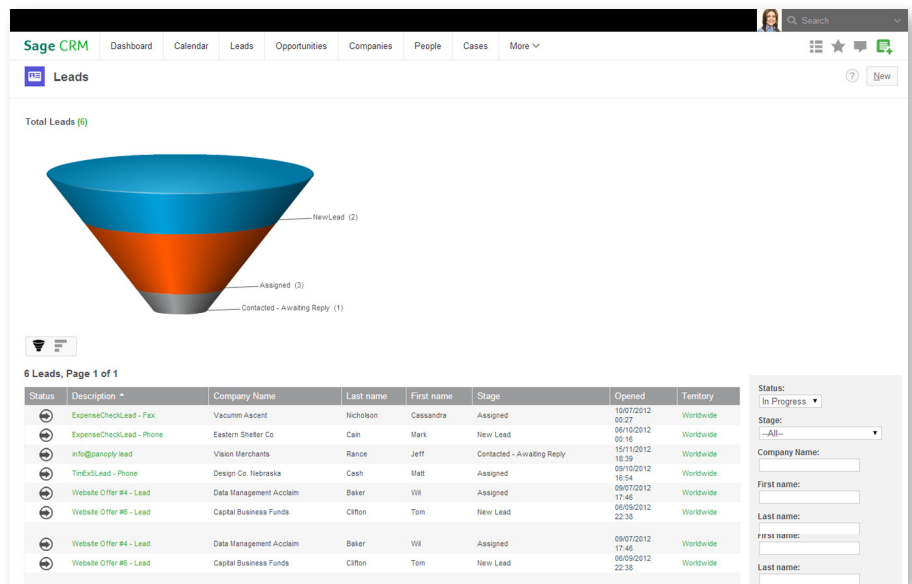 Search
Sage CRM Dashboard Calendar Leads Opportunities Companies People Cases More
Leads ? New
Total Leads (6)
NewLead (2)
Assigned (3)
Contacted - Awaiting Reply (1)
6 Leads, Page 1 of 1
Status Description Company Name Last name First name Stage Opened Territory
ExpenseCheckLead - Fax Vacumm Ascent Nicholson Cassandra Assigned 10/07/2012 00:27 Worldwide
ExpenseCheckLead - Phone Eastern Shelter Co Cain Mark New Lead 06/10/2012 00:16 Worldwide
info@panoply lead Vision Merchants Rance Jeff Contacted - Awaiting Reply 15/11/2012 18:39 Worldwide
TimEx5Lead - Phone Design Co. Nebraska Cash Matt Assigned 09/10/2012 16:54 Worldwide
Website Offer #4 - Lead Data Management Acclaim Baker Wil Assigned 09/07/2012 17:46 Worldwide
Website Offer #6 - Lead Capital Business Funds Clifton Tom New Lead 06/09/2012 22:38 Worldwide
Website Offer #4 - Lead Data Management Acclaim Baker Wil Assigned 09/07/2012 17:46 Worldwide
Website Offer #6 - Lead Capital Business Funds Clifton Tom New Lead 06/09/2012 22:38 Worldwide
Status:
In Progress
Stage:
--All--
Company Name:
First name:
Last name:
First name:
Last name: